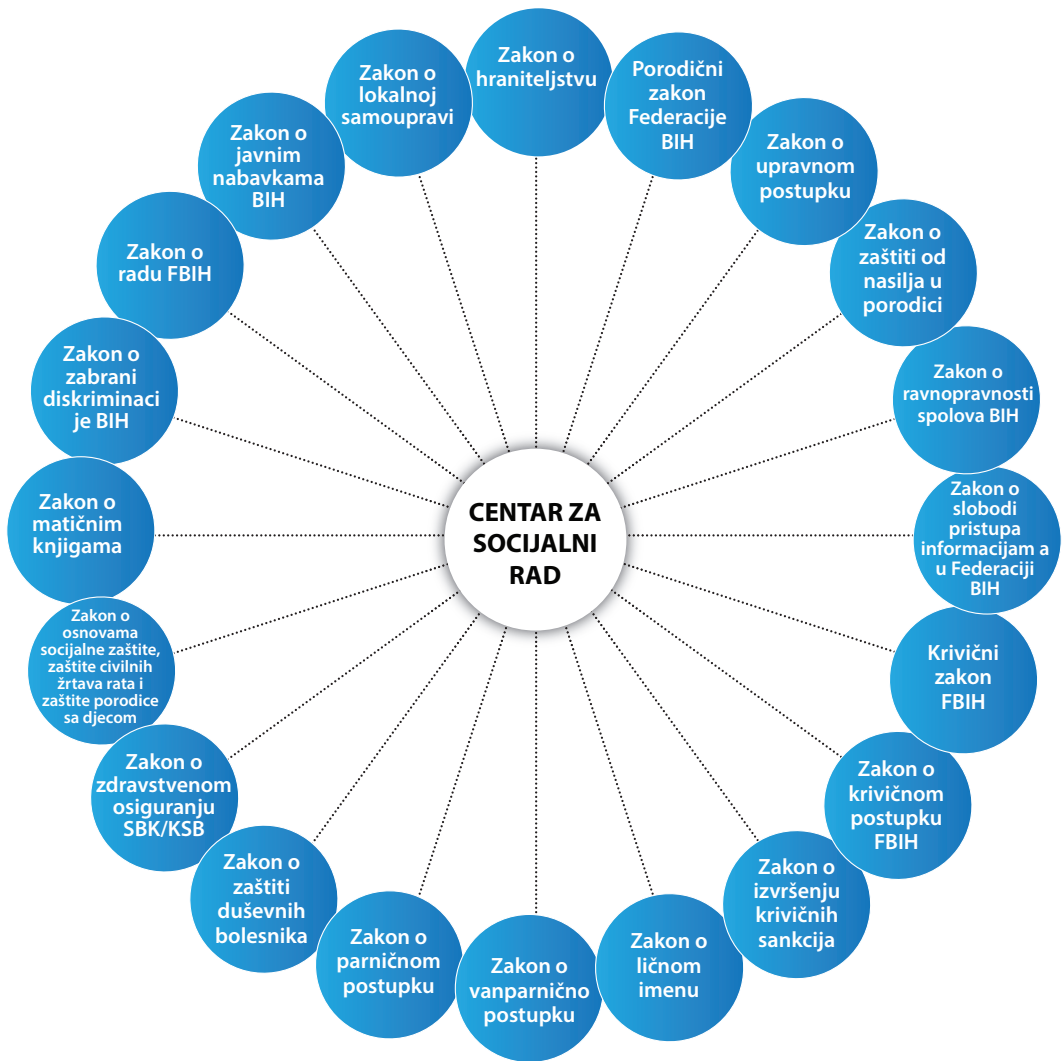 Zakon o
hraniteljstvu
Porodični
zakon
Federacije
BIH
Zakon o
upravnom
postupku
Zakon o
zaštiti od
nasilja u
porodici
Zakon o
ravnopravnosti
spolova BIH
Zakon o
slobodi
pristupa
informacijam a
u Federaciji
BIH
Krivični
zakon
FBIH
Zakon o
krivičnom
postupku
FBIH
Zakon o
izvršenju
krivičnih
sankcija
Zakon o
ličnom
imenu
Zakon o
vanparnično
postupku
Zakon o
parničnom
postupku
Zakon o
zaštiti
duševnih
bolesnika
Zakon o
zdravstvenom
osiguranju
SBK/KSB
Zakon o
osnovama
socijalne zaštite,
zaštite civilnih
žrtava rata i
zaštite porodice
sa djecom
Zakon o
matičnim
knjigama
Zakon o
zabrani
diskriminaci
je BIH
Zakon o
radu FBIH
Zakon o
javnim
nabavkama
BIH
Zakon o
lokalnoj
samoupravi
CENTAR ZA
SOCIJALNI
RAD